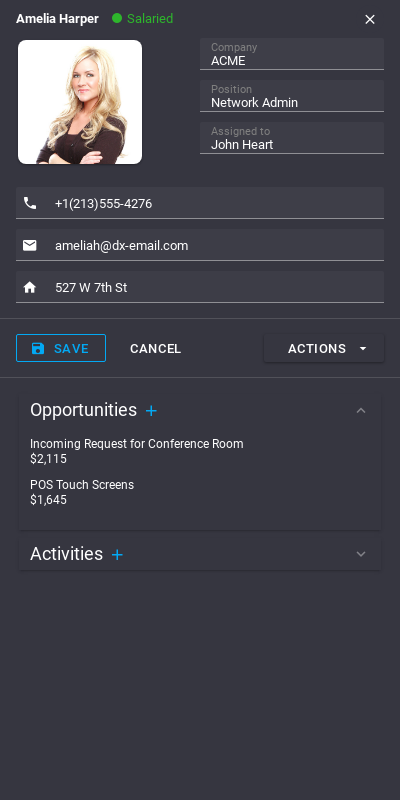 Amelia Harper
Salaried
Company
ACME
Position
Network Admin
Assigned to
John Heart
+1(213)555-4276
ameliah@dx-email.com
527 W 7th St
SAVE
CANCEL
ACTIONS
Opportunities
Incoming Request for Conference Room
$2,115
POS Touch Screens
$1,645
Activities